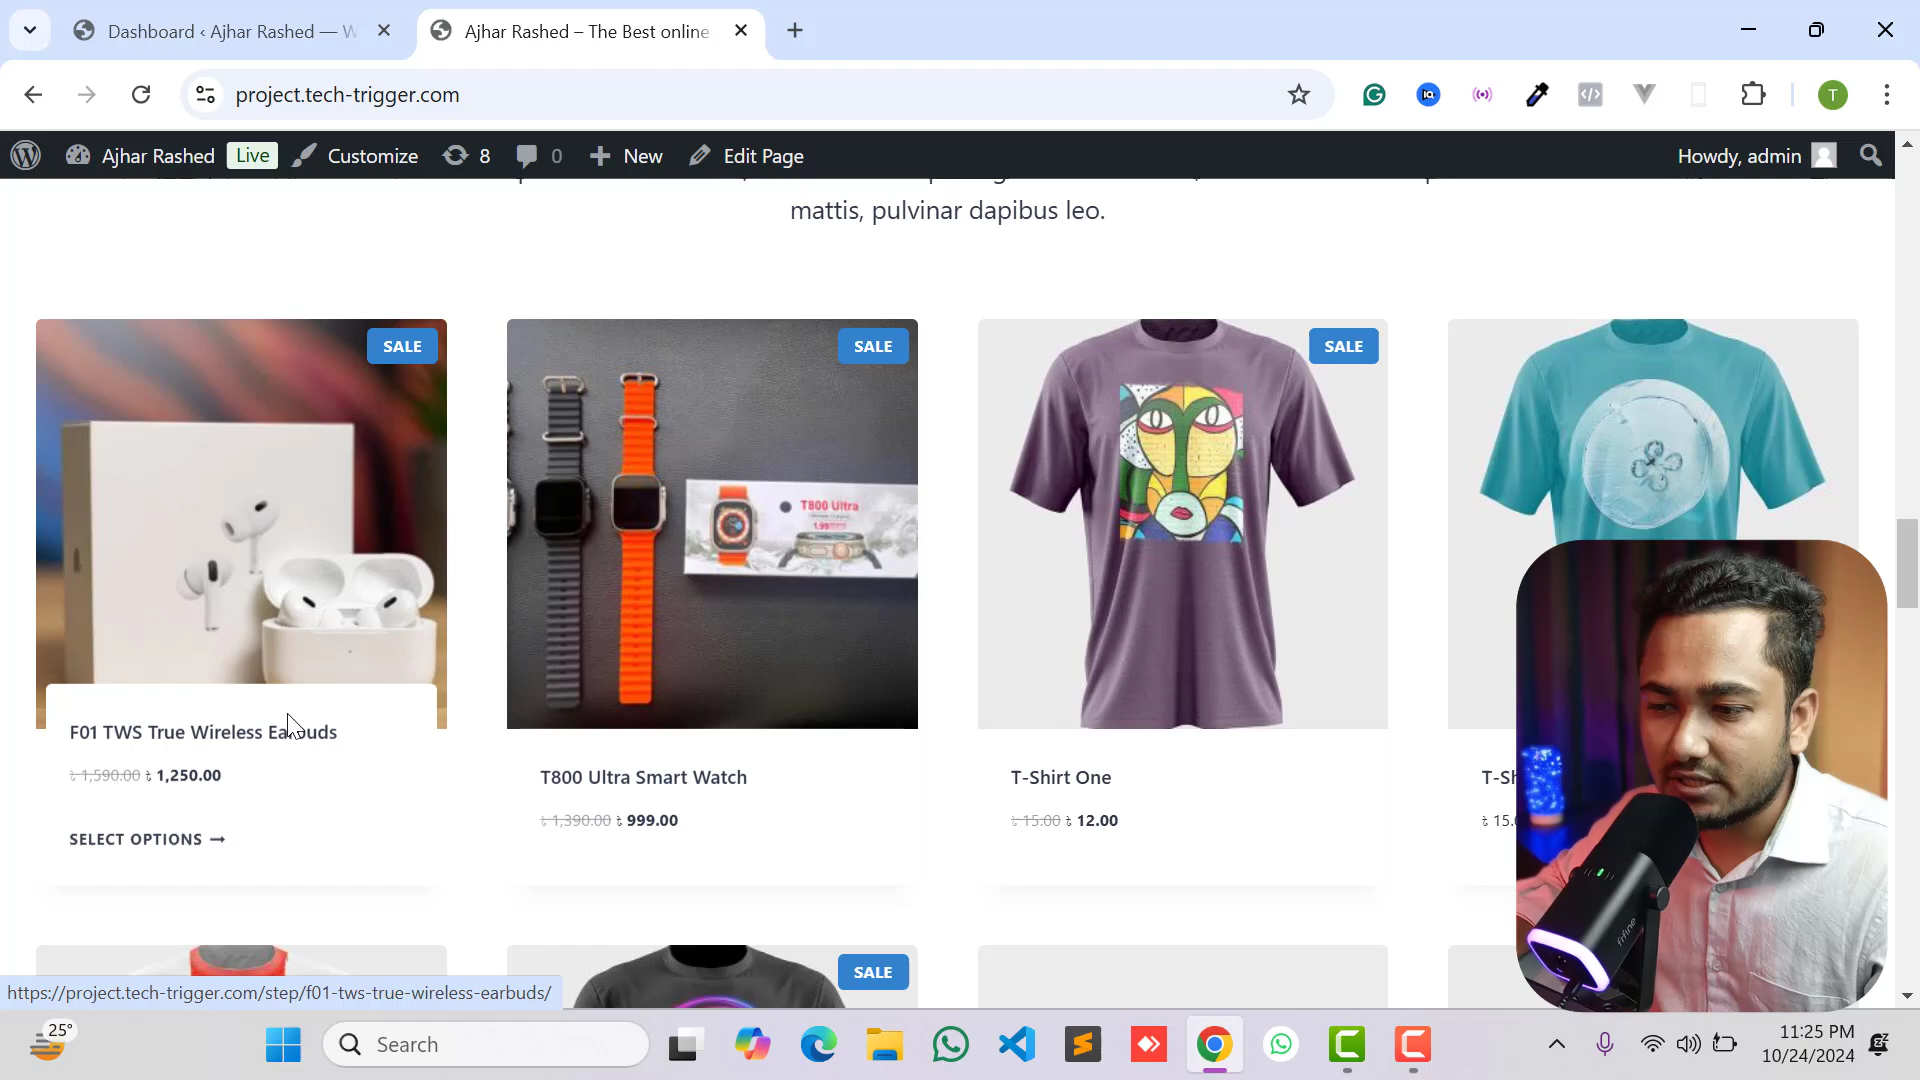 Dashboard ‹ Ajhar Rashed — W
Ajhar Rashed – The Best online
project.tech-trigger.com
T
Ajhar Rashed
Live
Customize
8
0
New
Edit Page
Howdy, admin
mattis, pulvinar dapibus leo.
SALE
SALE
SALE
T800 Ultra
F01 TWS True Wireless Earbuds
৳ 1,590.00 ৳ 1,250.00
SELECT OPTIONS
T800 Ultra Smart Watch
৳ 1,390.00 ৳ 999.00
T-Shirt One
৳ 15.00 ৳ 12.00
T-Sh
৳ 15.
fifine
SALE
https://project.tech-trigger.com/step/f01-tws-true-wireless-earbuds/
25°
Search
11:25 PM
10/24/2024